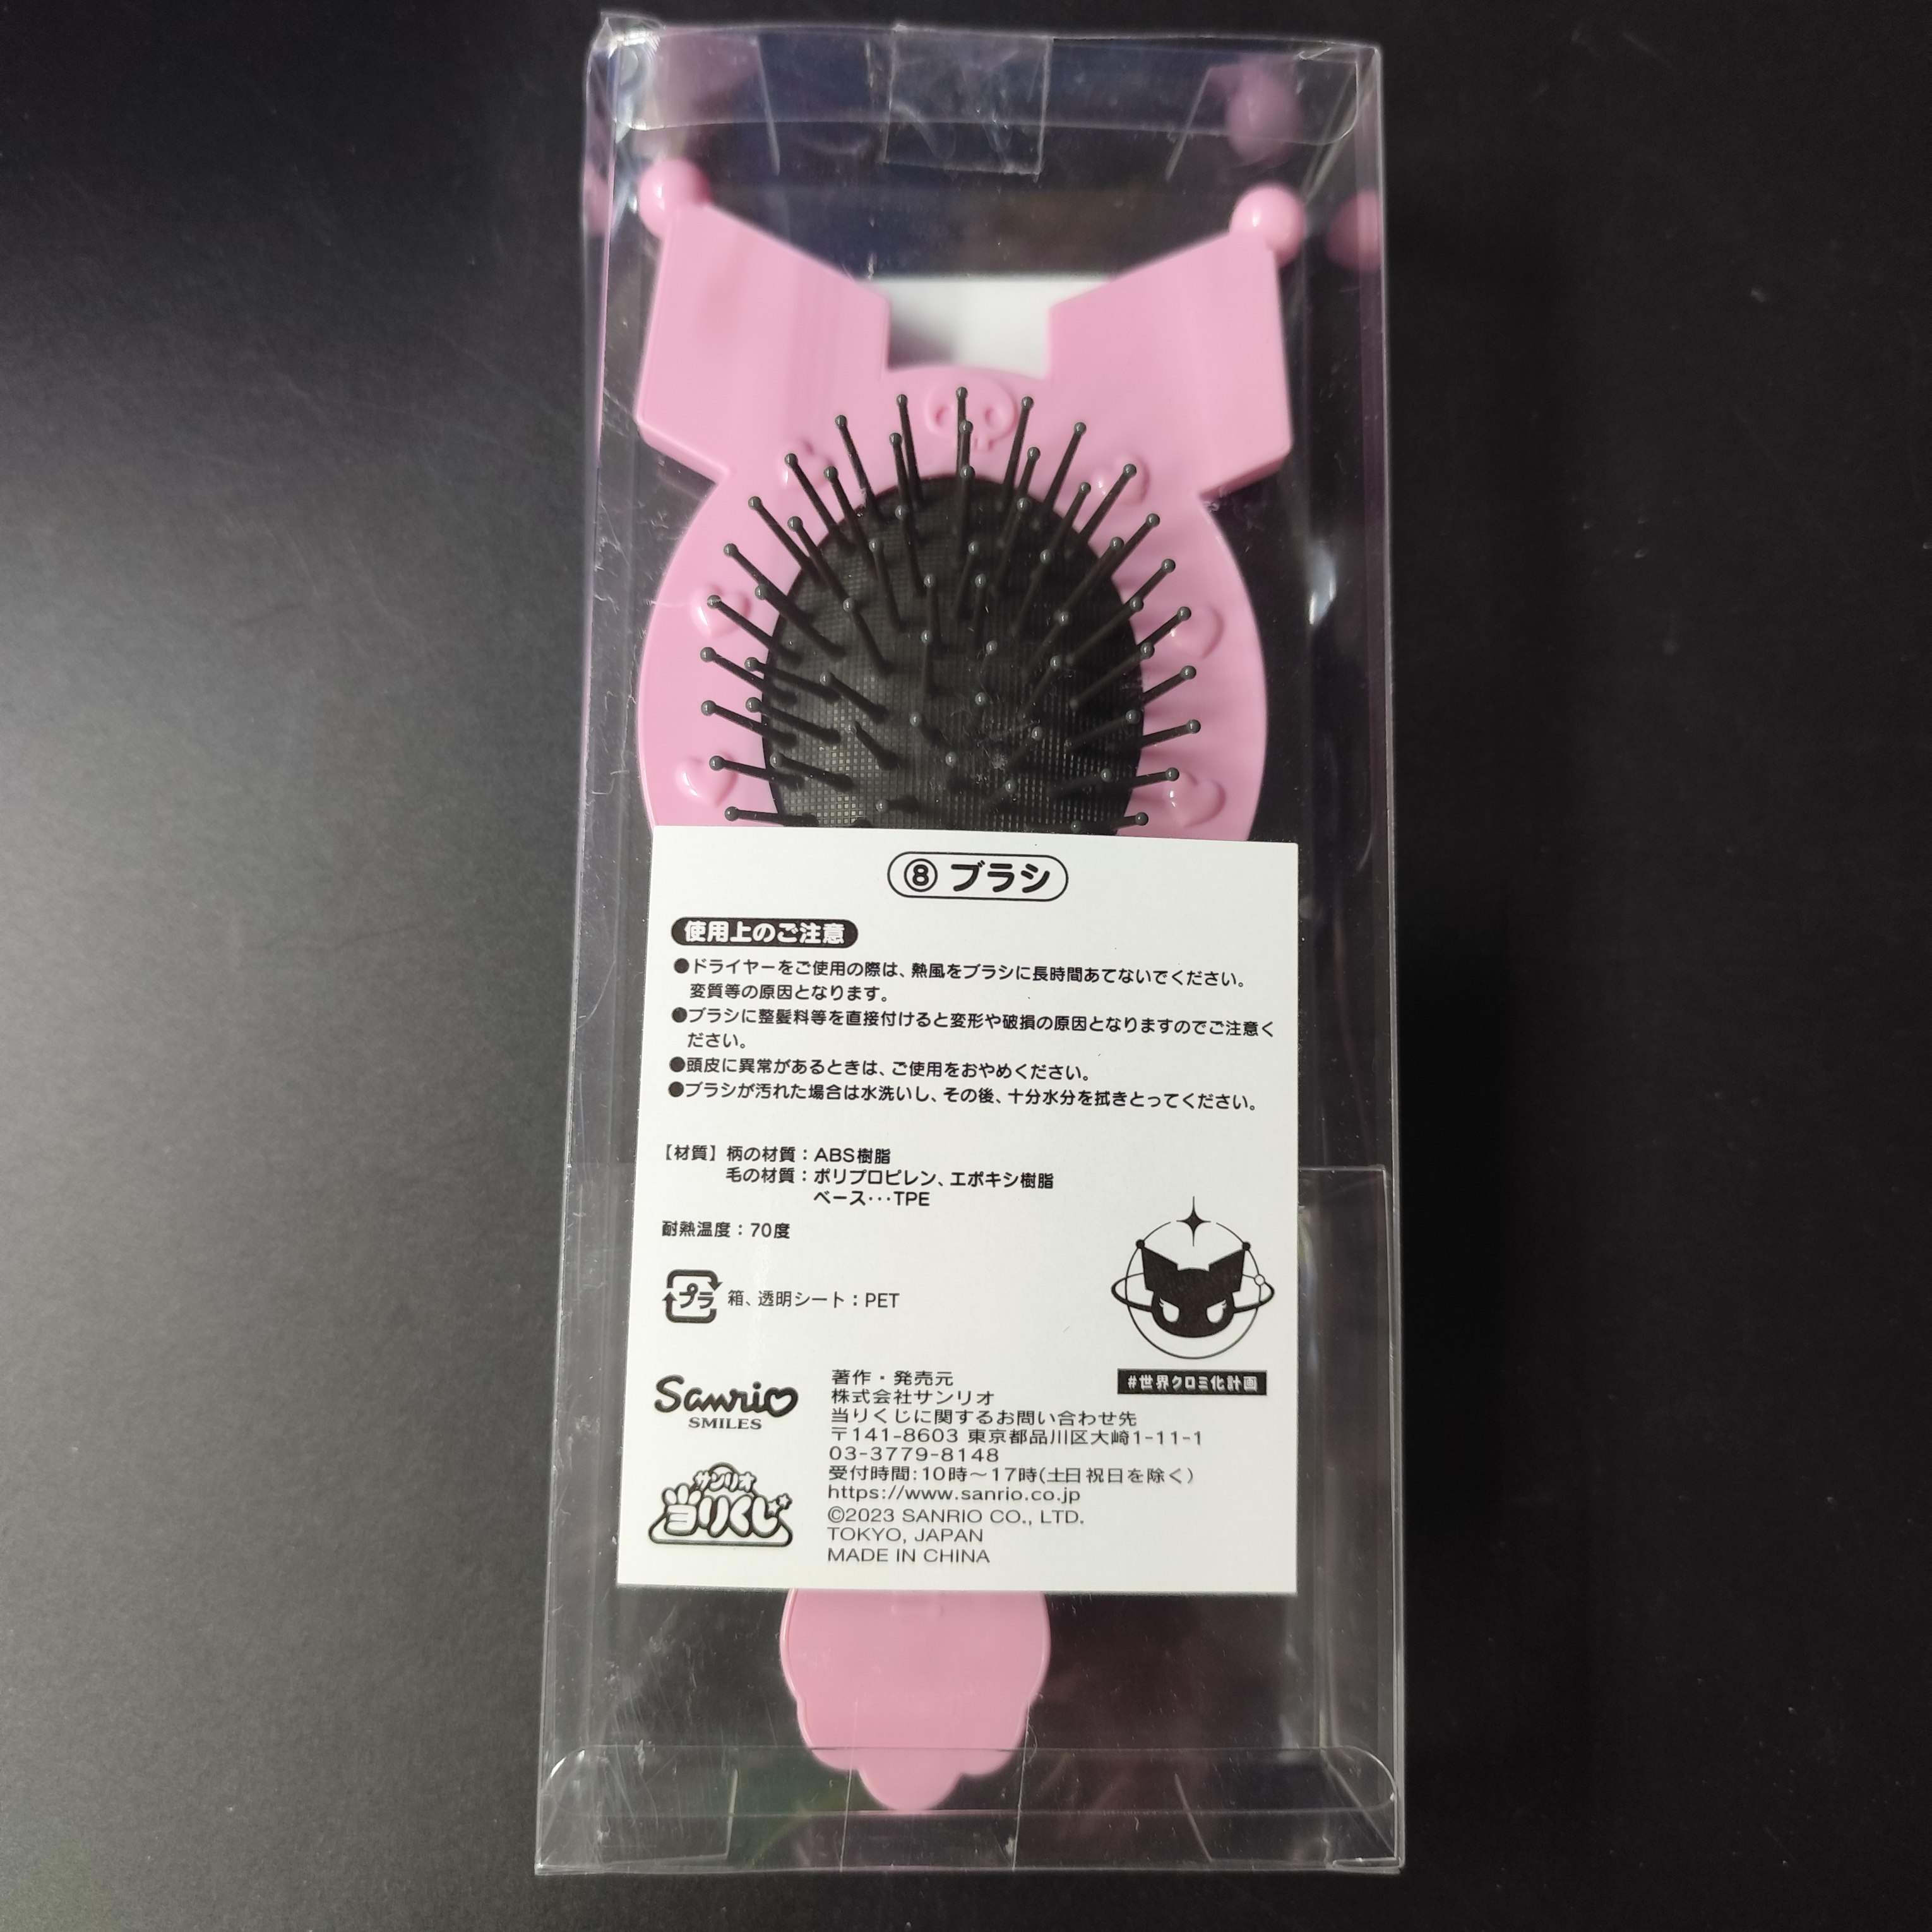 ⑧ ブラシ
使用上のご注意
●ドライヤーをご使用の際は、熱風をブラシに長時間あてないでください。
変質等の原因となります。
●ブラシに整髪料等を直接付けると変形や破損の原因となりますのでご注意く
ださい。
●頭皮に異常があるときは、ご使用をおやめください。
●ブラシが汚れた場合は水洗いし、その後、十分水分を拭きとってください。
【材質】柄の材質：ABS樹脂
毛の材質：ポリプロピレン、エポキシ樹脂
ベース･･･TPE
耐熱温度：70度
プラ 箱、透明シート：PET
#世界クロミ化計画
Sanrio
SMILES
サンリオ
当りくじ
著作・発売元
株式会社サンリオ
当りくじに関するお問い合わせ先
〒141-8603 東京都品川区大崎1-11-1
03-3779-8148
受付時間:10時～17時(土日祝日を除く)
https://www.sanrio.co.jp
©2023 SANRIO CO., LTD.
TOKYO, JAPAN
MADE IN CHINA